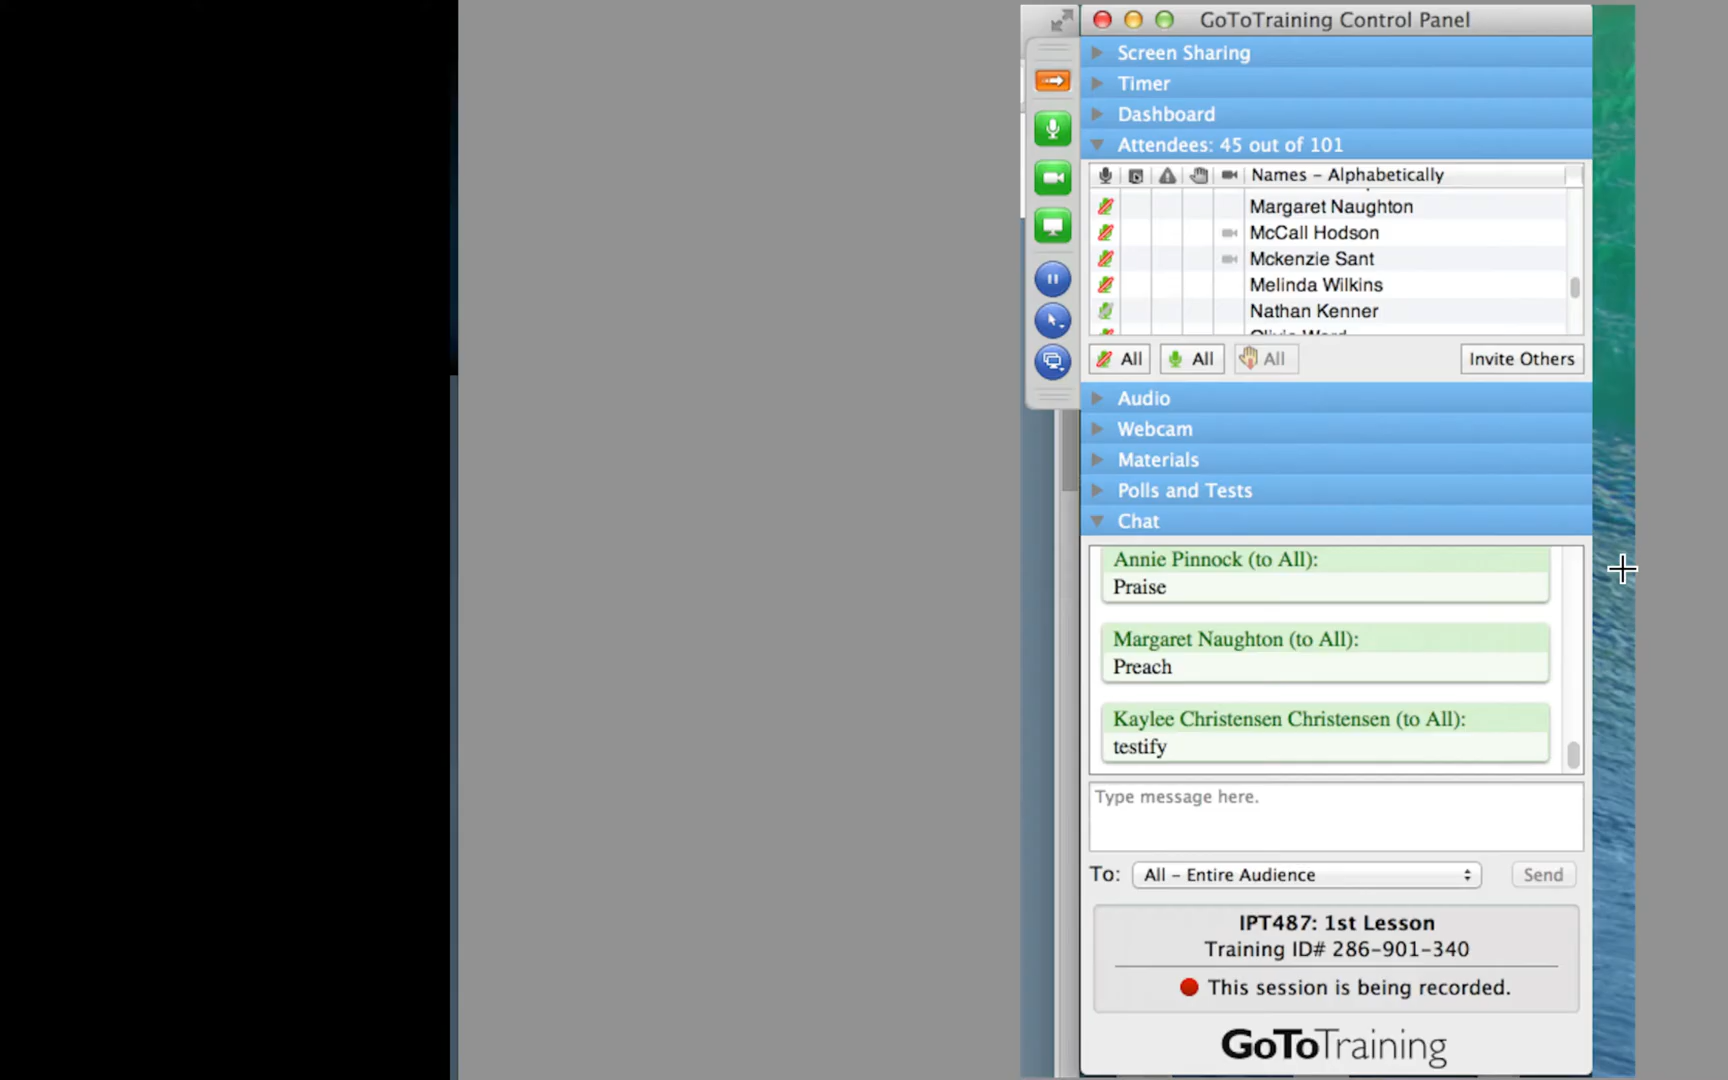 GoToTraining Control Panel
Screen Sharing
Timer
Dashboard
Attendees: 45 out of 101
Names - Alphabetically
Margaret Naughton
McCall Hodson
Mckenzie Sant
Melinda Wilkins
Nathan Kenner
All All All Invite Others
Audio
Webcam
Materials
Polls and Tests
Chat
Annie Pinnock (to All):
Praise
Margaret Naughton (to All):
Preach
Kaylee Christensen Christensen (to All):
testify
Type message here.
To: All - Entire Audience Send
IPT487: 1st Lesson
Training ID# 286-901-340
This session is being recorded.
GoToTraining